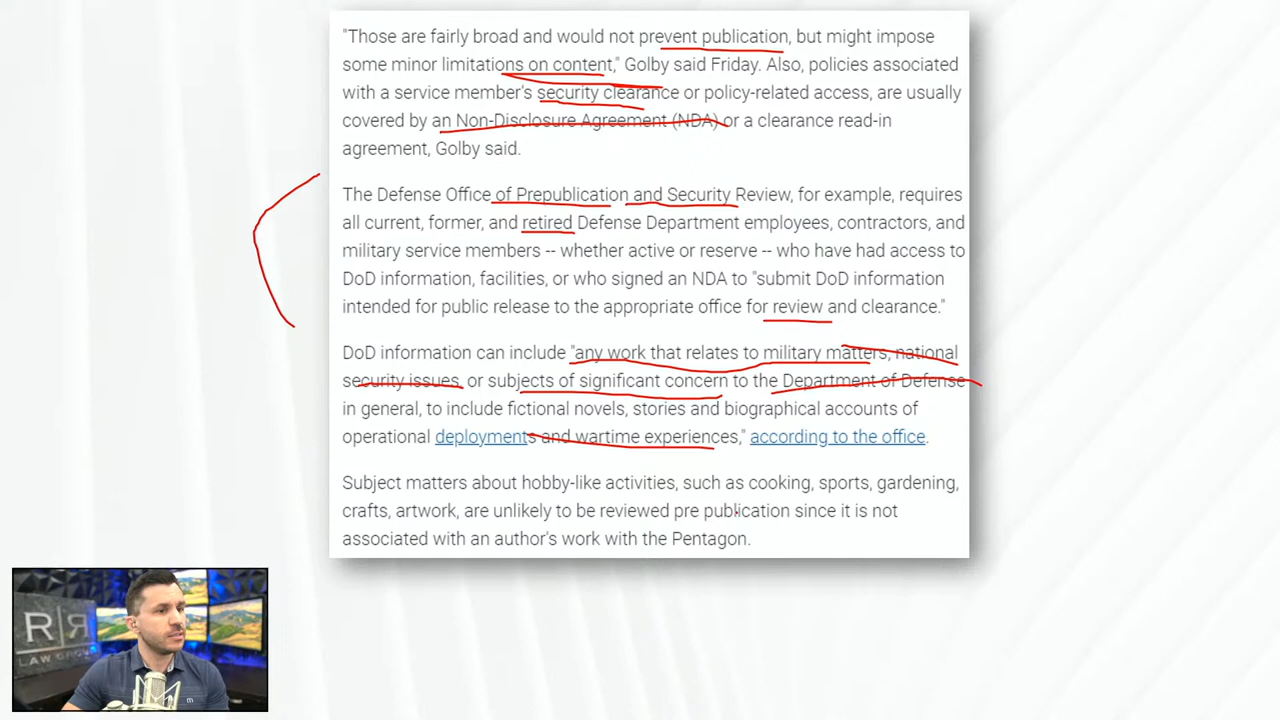 "Those are fairly broad and would not prevent publication, but might impose
some minor limitations on content," Golby said Friday. Also, policies associated
with a service member's security clearance or policy-related access, are usually
covered by an Non-Disclosure Agreement (NDA) or a clearance read-in
agreement, Golby said.
The Defense Office of Prepublication and Security Review, for example, requires
all current, former, and retired Defense Department employees, contractors, and
military service members -- whether active or reserve -- who have had access to
DoD information, facilities, or who signed an NDA to "submit DoD information
intended for public release to the appropriate office for review and clearance."
DoD information can include "any work that relates to military matters, national
security issues, or subjects of significant concern to the Department of Defense
in general, to include fictional novels, stories and biographical accounts of
operational deployments and wartime experiences," according to the office.
Subject matters about hobby-like activities, such as cooking, sports, gardening,
crafts, artwork, are unlikely to be reviewed pre publication since it is not
associated with an author's work with the Pentagon.
R|R
LAW GROUP